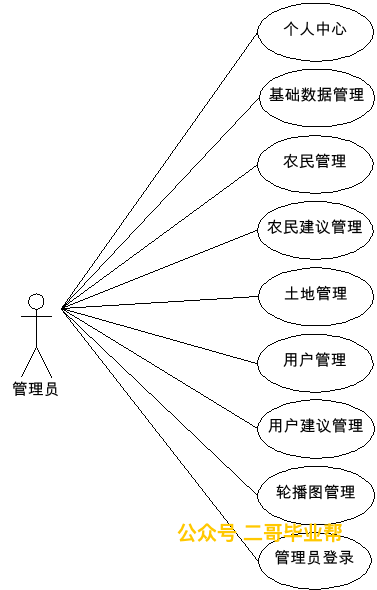 个人中心
基础数据管理
农民管理
农民建议管理
土地管理
用户管理
管理员
用户建议管理
轮播图管理
公众号 二哥毕业帮
管理员登录